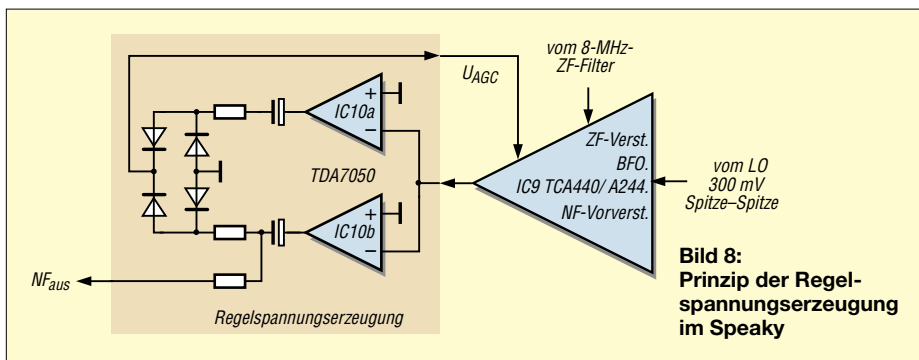 IC10a
+
−
U_AGC
vom 8-MHz-
ZF-Filter
TDA7050
ZF-Verst.
BFO.
IC9 TCA440/ A244.
NF-Vorverst.
vom LO
300 mV
Spitze–Spitze
IC10b
+
−
NF_aus
Regelspannungserzeugung
Bild 8:
Prinzip der Regel-
spannungserzeugung
im Speaky